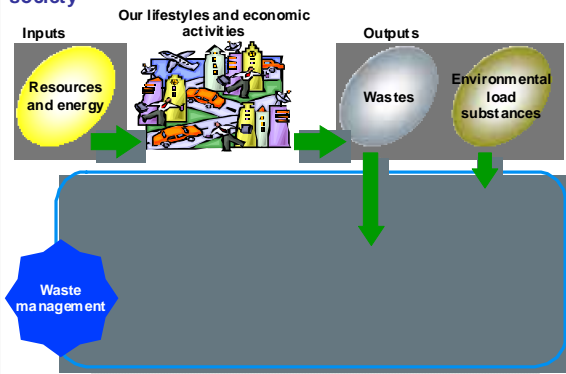 society
Our lifestyles and economic
activities
Inputs
Outputs
Resources
and energy
Wastes
Environmental
load
substances
Waste
management